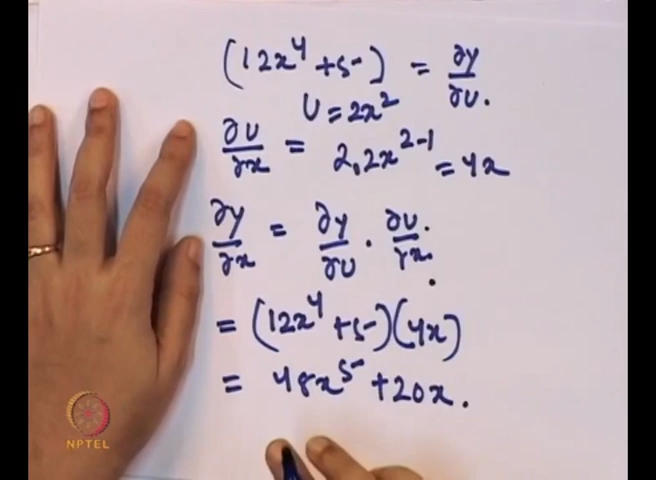 (12x⁴ + 5) = ∂y/∂U.
U = 2x²
∂U/∂x = 2.2x²⁻¹ = 4x
∂y/∂x = ∂y/∂U · ∂U/∂x.
= (12x⁴ + 5)(4x)
= 48x⁵ + 20x.
NPTEL